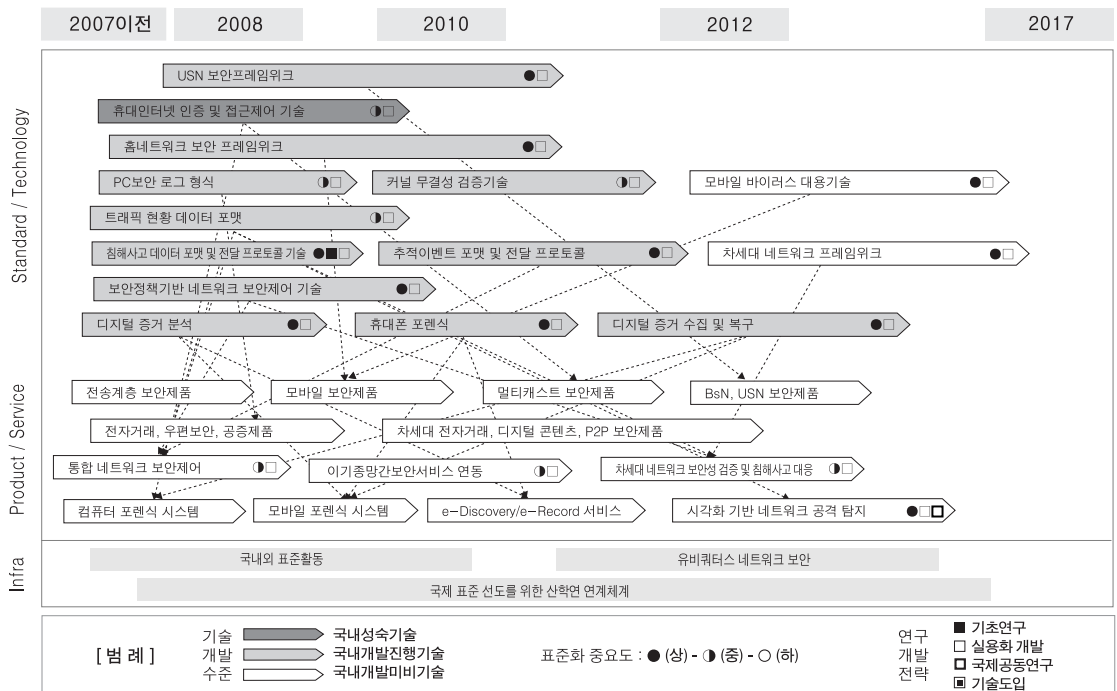 2007이전 2008 2010 2012 2017
Standard / Technology
USN 보안프레임워크 ●□
휴대인터넷 인증 및 접근제어 기술 ◑□
홈네트워크 보안 프레임워크 ●□
PC보안 로그 형식 ◑□ 커널 무결성 검증기술 ◑□ 모바일 바이러스 대용기술 ●□
트래픽 현황 데이터 포맷 ◑□
침해사고 데이터 포맷 및 전달 프로토콜 기술 ●■□ 추적이벤트 포맷 및 전달 프로토콜 ●□ 차세대 네트워크 프레임워크 ●□
보안정책기반 네트워크 보안제어 기술 ●□
디지털 증거 분석 ●□ 휴대폰 포렌식 ●□ 디지털 증거 수집 및 복구 ●□
Product / Service
전송계층 보안제품 모바일 보안제품 멀티캐스트 보안제품 BsN, USN 보안제품
전자거래, 우편보안, 공증제품 차세대 전자거래, 디지털 콘텐츠, P2P 보안제품
통합 네트워크 보안제어 ◑□ 이기종망간보안서비스 연동 ◑□ 차세대 네트워크 보안성 검증 및 침해사고 대응 ◑□
컴퓨터 포렌식 시스템 모바일 포렌식 시스템 e-Discovery/e-Record 서비스 시각화 기반 네트워크 공격 탐지 ●□□
Infra
국내외 표준활동 유비쿼터스 네트워크 보안
국제 표준 선도를 위한 산학연 연계체계
[ 범 례 ]
기술 개발 수준
국내성숙기술
국내개발진행기술
국내개발미비기술
표준화 중요도 : ● (상) - ◑ (중) - ○ (하)
연구 개발 전략
■ 기초연구
□ 실용화 개발
□ 국제공동연구
▣ 기술도입